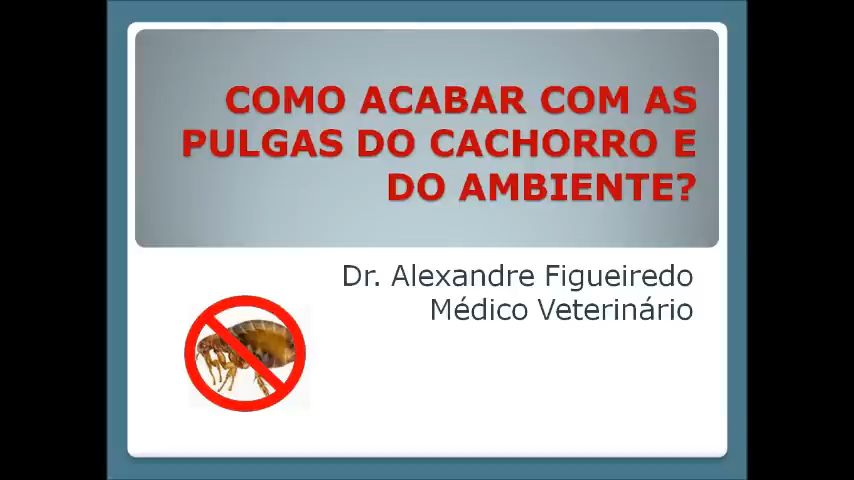 COMO ACABAR COM AS
PULGAS DO CACHORRO E
DO AMBIENTE?
Dr. Alexandre Figueiredo
Médico Veterinário